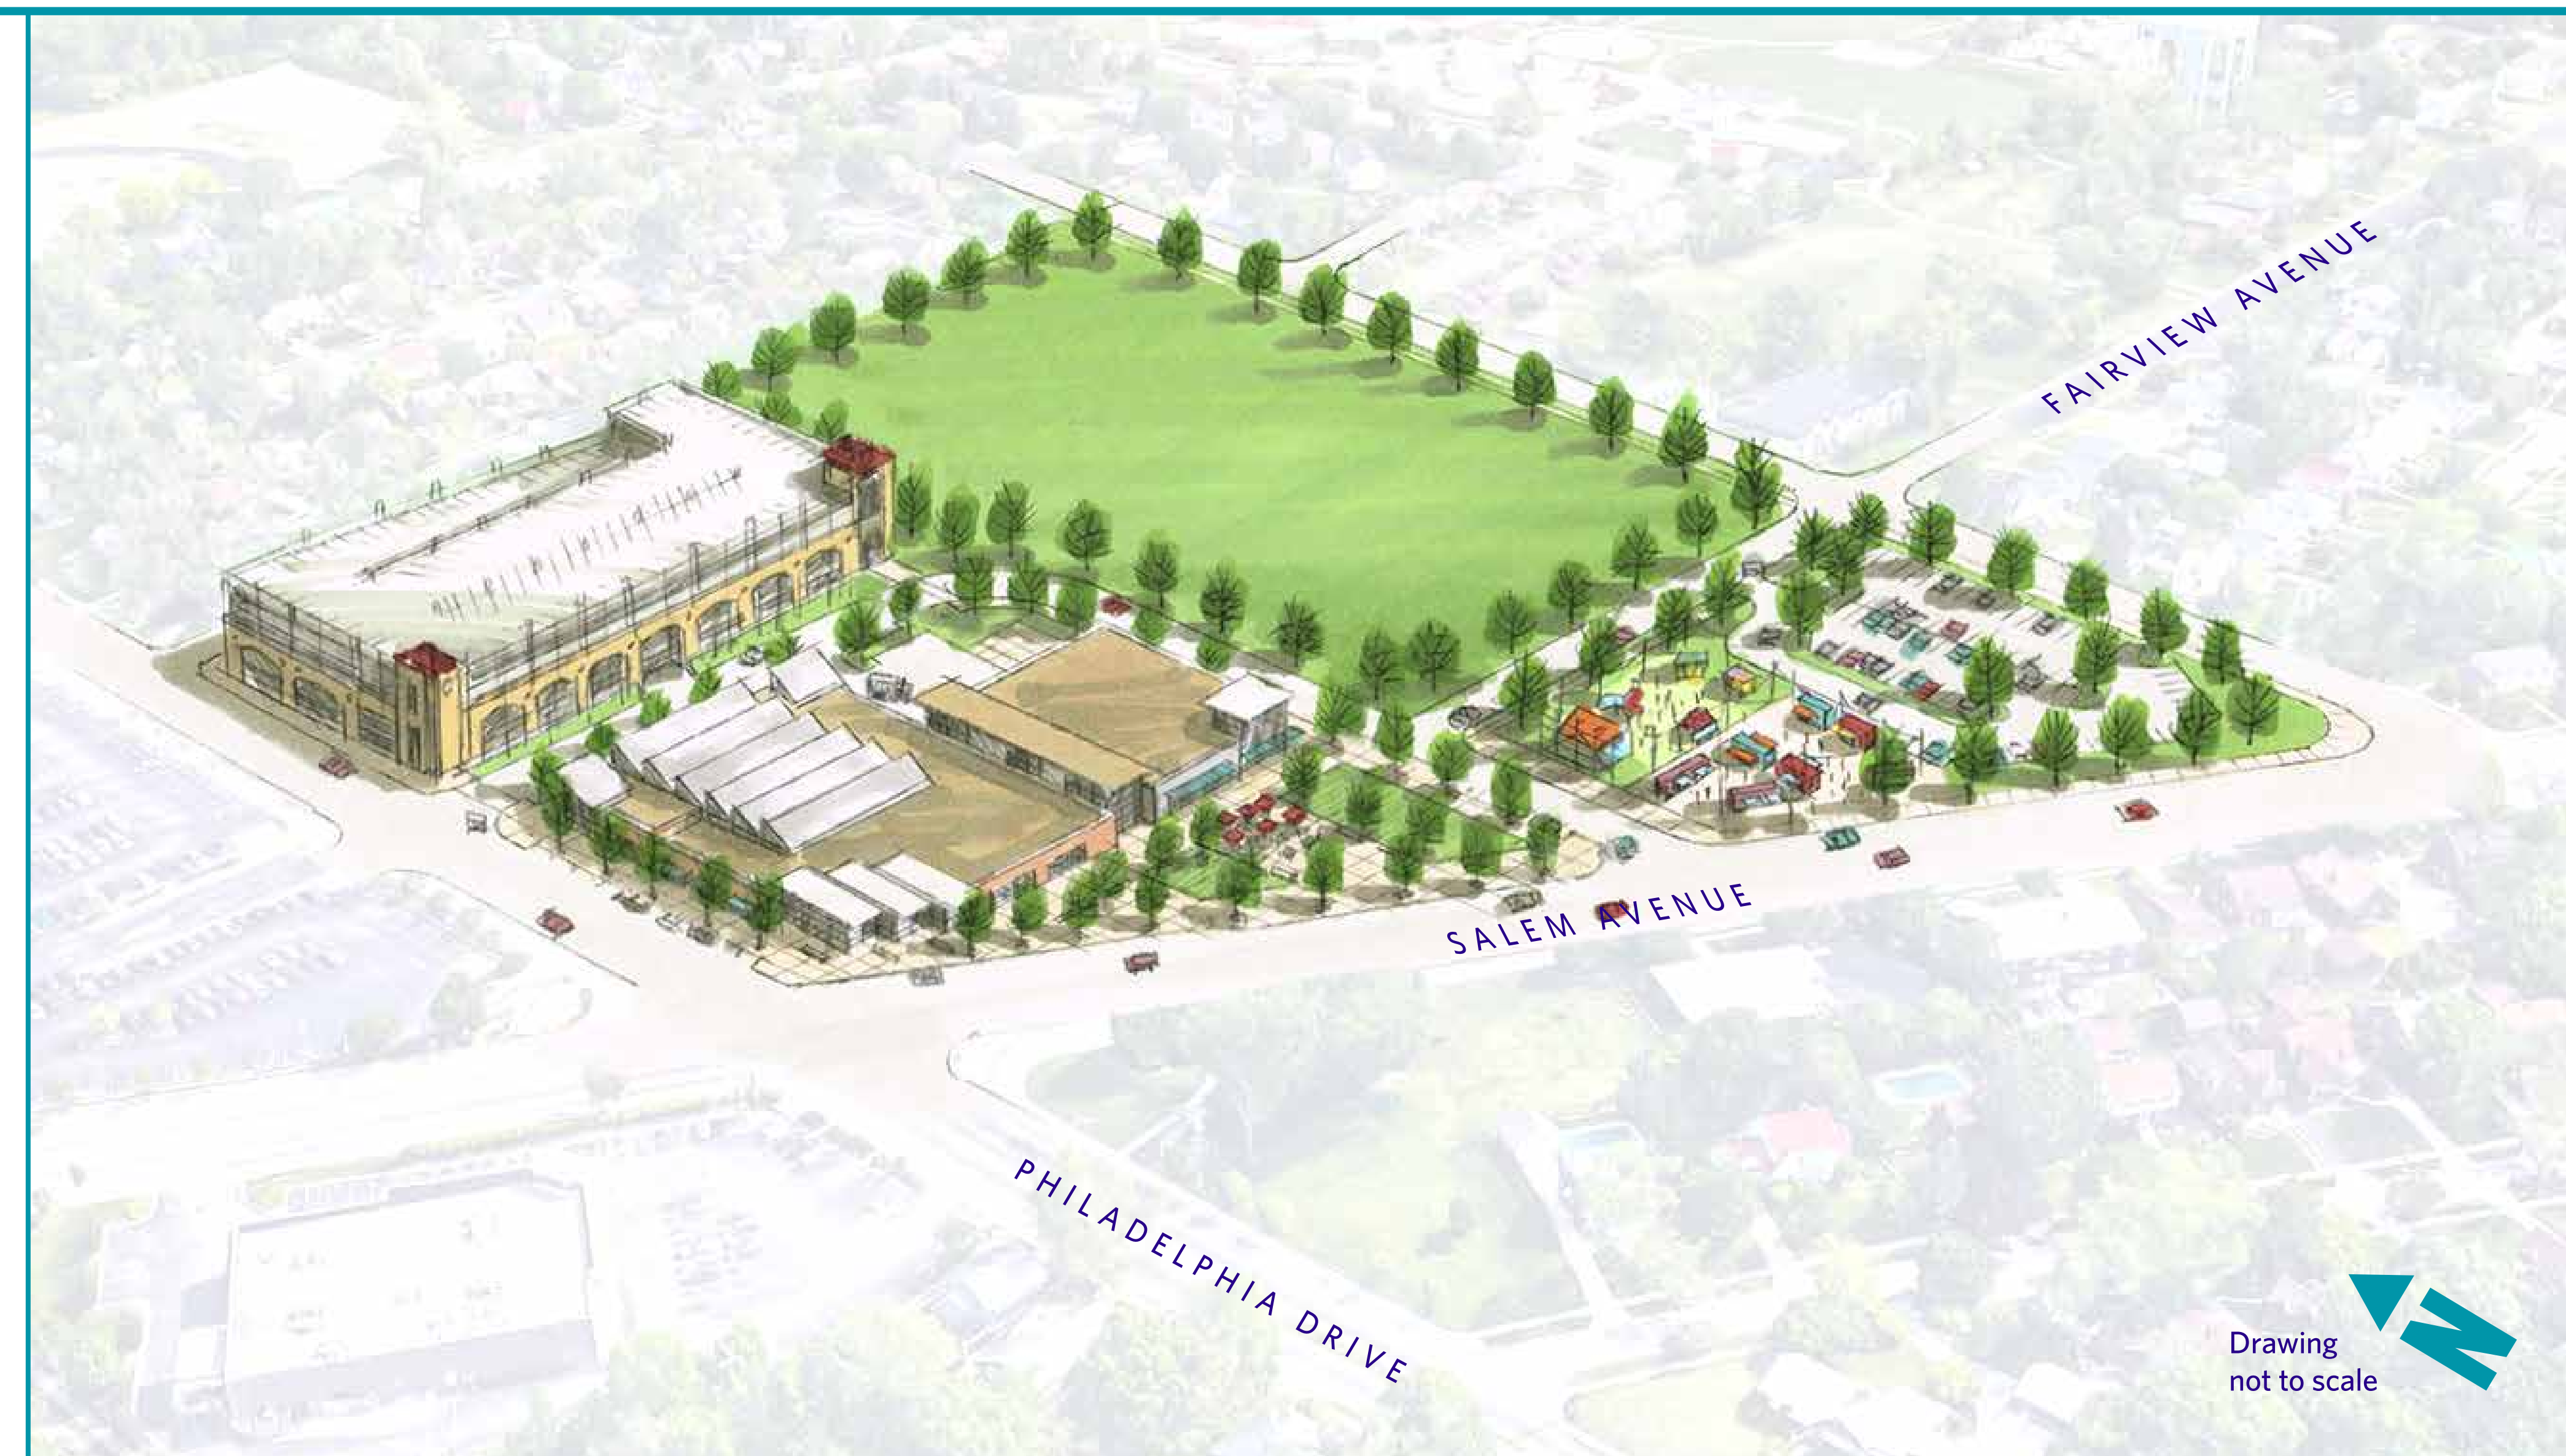 FAIRVIEW AVENUE
SALEM AVENUE
PHILADELPHIA DRIVE
N
Drawing
not to scale